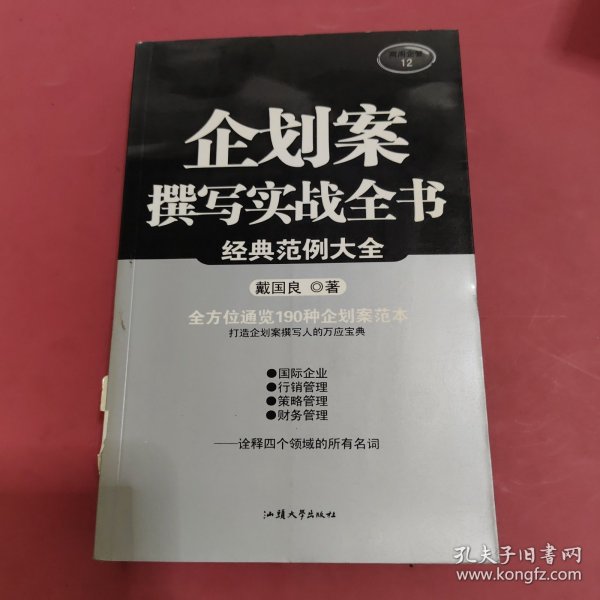 12
企划案
撰写实战全书
经典范例大全
戴国良 ◎著
全方位通览190种企划案范本
打造企划案撰写人的万应宝典
●国际企业
●行销管理
●策略管理
●财务管理
——诠释四个领域的所有名词
汕头大学出版社
孔夫子旧书网
www.kongfz.com